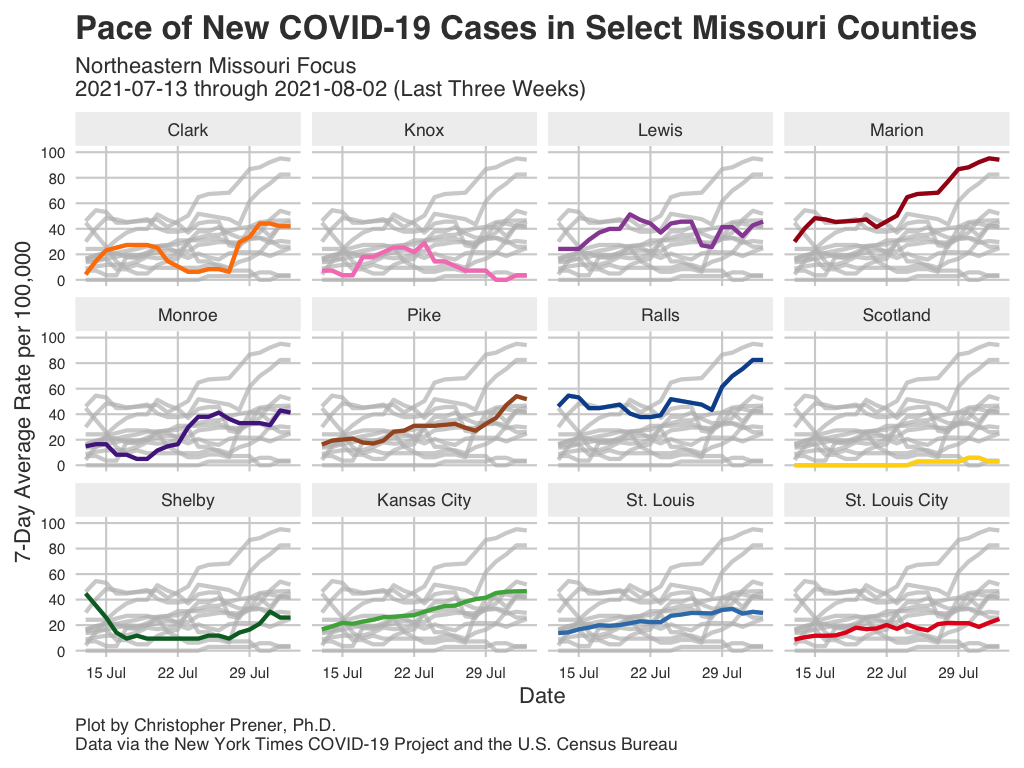 Pace of New COVID-19 Cases in Select Missouri Counties
Northeastern Missouri Focus
2021-07-13 through 2021-08-02 (Last Three Weeks)
7-Day Average Rate per 100,000
Clark Knox Lewis Marion
100
80
60
40
20
0
Monroe Pike Ralls Scotland
100
80
60
40
20
0
Shelby Kansas City St. Louis St. Louis City
100
80
60
40
20
0
15 Jul 22 Jul 29 Jul 15 Jul 22 Jul 29 Jul 15 Jul 22 Jul 29 Jul 15 Jul 22 Jul 29 Jul
Date
Plot by Christopher Prener, Ph.D.
Data via the New York Times COVID-19 Project and the U.S. Census Bureau